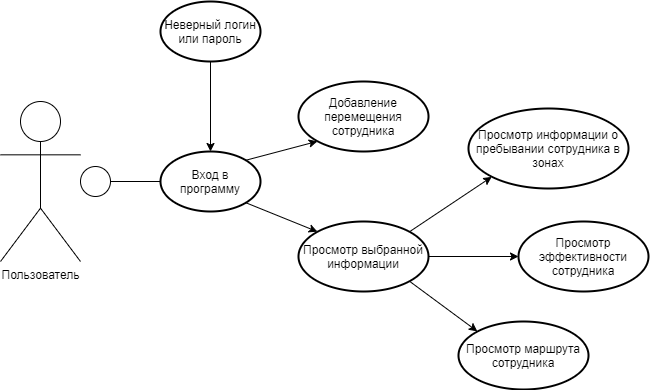 Неверный логин
или пароль
Добавление
перемещения
сотрудника
Просмотр информации о
пребывании сотрудника в
зонах
Вход в
программу
Просмотр выбранной
информации
Просмотр
эффективности
сотрудника
Пользователь
Просмотр маршрута
сотрудника